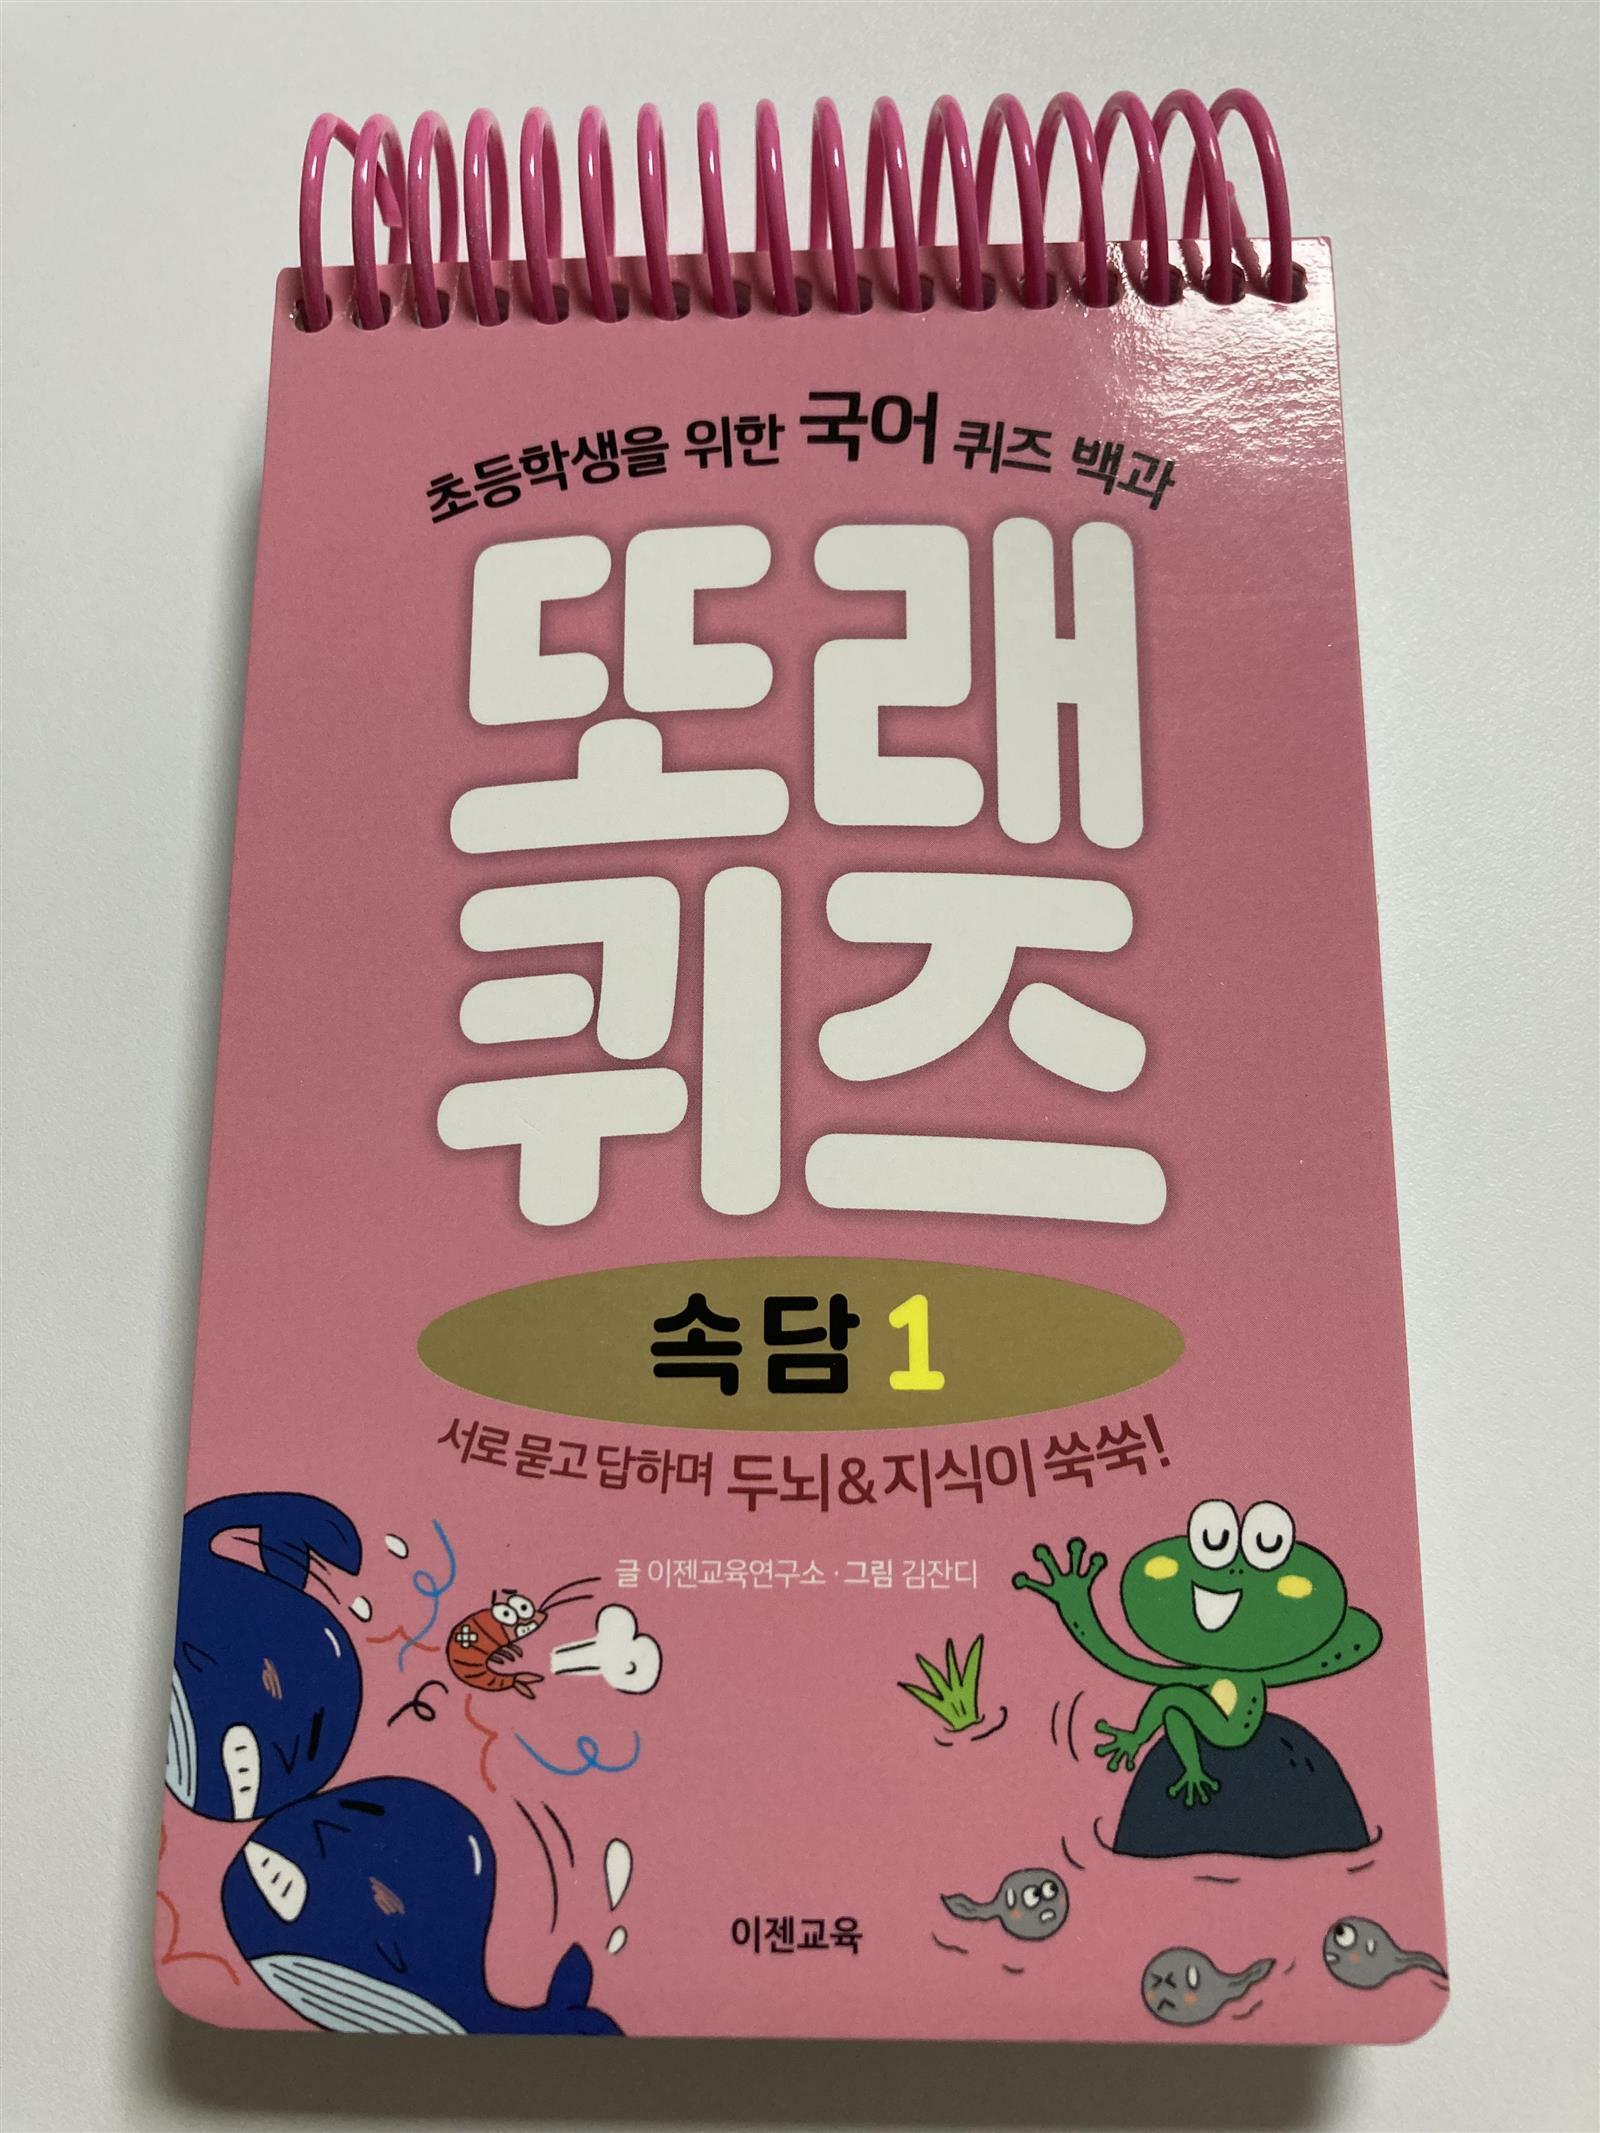 초등학생을 위한 국어 퀴즈 백과
또래
퀴즈
속담 1
서로 묻고 답하며 두뇌&지식이 쑥쑥!
글 이젠교육연구소 · 그림 김잔디
이젠교육